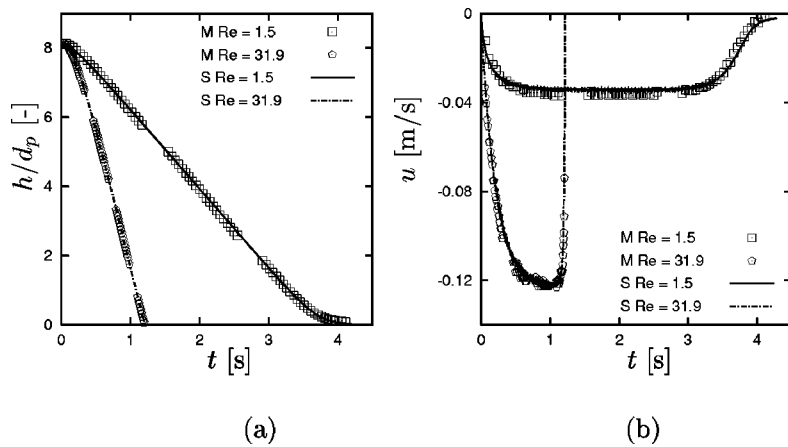 h/d_p [-]
8
6
4
2
0
M Re = 1.5
M Re = 31.9
S Re = 1.5
S Re = 31.9
0 1 2 3 4
t [s]
(a)
u [m/s]
0
-0.04
-0.08
-0.12
M Re = 1.5
M Re = 31.9
S Re = 1.5
S Re = 31.9
0 1 2 3 4
t [s]
(b)